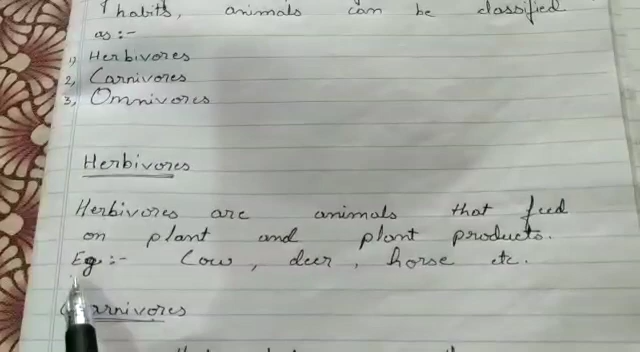 habits, animals can be classified
as :-
1, Herbivores
2, Carnivores
3, Omnivores
Herbivores
Herbivores are animals that feed
on plant and plant products.
Eg :- Cow, deer, horse etc.
Carnivores